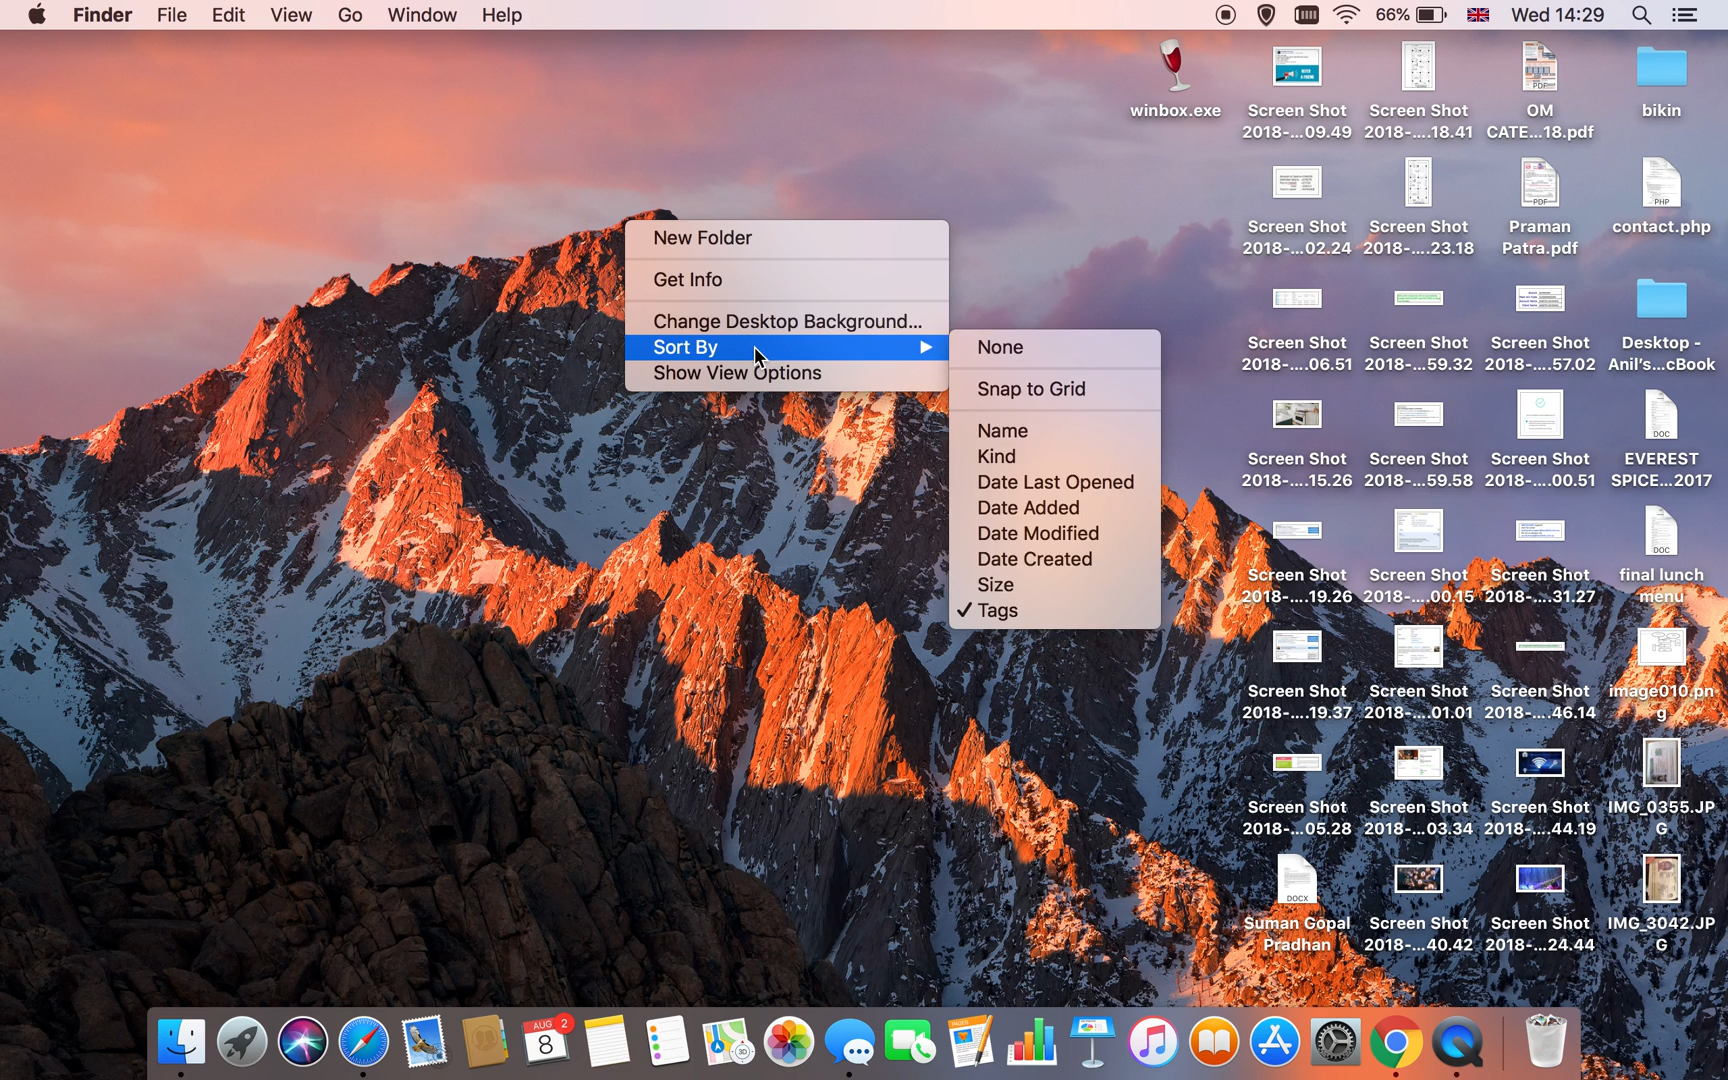 Finder File Edit View Go Window Help 66% Wed 14:29
winbox.exe
Screen Shot
2018-...09.49
Screen Shot
2018-....18.41
PDF
OM
CATE...18.pdf
bikin
Screen Shot
2018-...02.24
Screen Shot
2018-....23.18
PDF
Praman
Patra.pdf
PHP
contact.php
Screen Shot
2018-....06.51
Screen Shot
2018-....59.32
Screen Shot
2018-....57.02
Desktop -
Anil's...cBook
Screen Shot
2018-....15.26
Screen Shot
2018-....59.58
Screen Shot
2018-....00.51
DOC
EVEREST
SPICE...2017
Screen Shot
2018-....19.26
Screen Shot
2018-....00.15
Screen Shot
2018-....31.27
DOC
final lunch
menu
Screen Shot
2018-....19.37
Screen Shot
2018-....01.01
Screen Shot
2018-....46.14
image010.pn
g
Screen Shot
2018-...05.28
Screen Shot
2018-....03.34
Screen Shot
2018-....44.19
IMG_0355.JP
G
DOCX
Suman Gopal
Pradhan
Screen Shot
2018-...40.42
Screen Shot
2018-...24.44
IMG_3042.JP
G
New Folder
Get Info
Change Desktop Background...
Sort By
Show View Options
None
Snap to Grid
Name
Kind
Date Last Opened
Date Added
Date Modified
Date Created
Size
✓ Tags
AUG 2
8
3D
PAGES